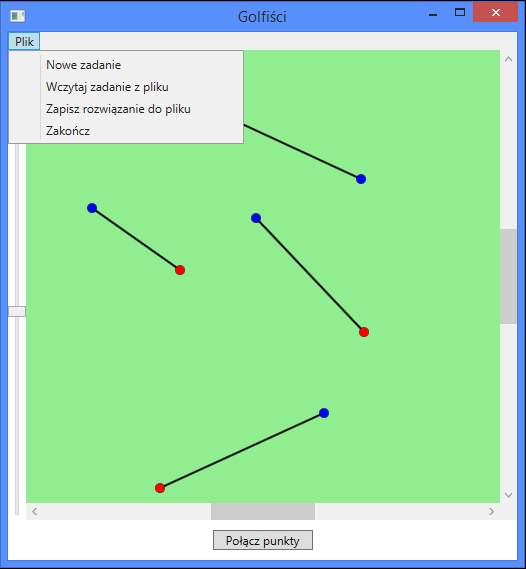 Golfiści
Plik
Nowe zadanie
Wczytaj zadanie z pliku
Zapisz rozwiązanie do pliku
Zakończ
Połącz punkty